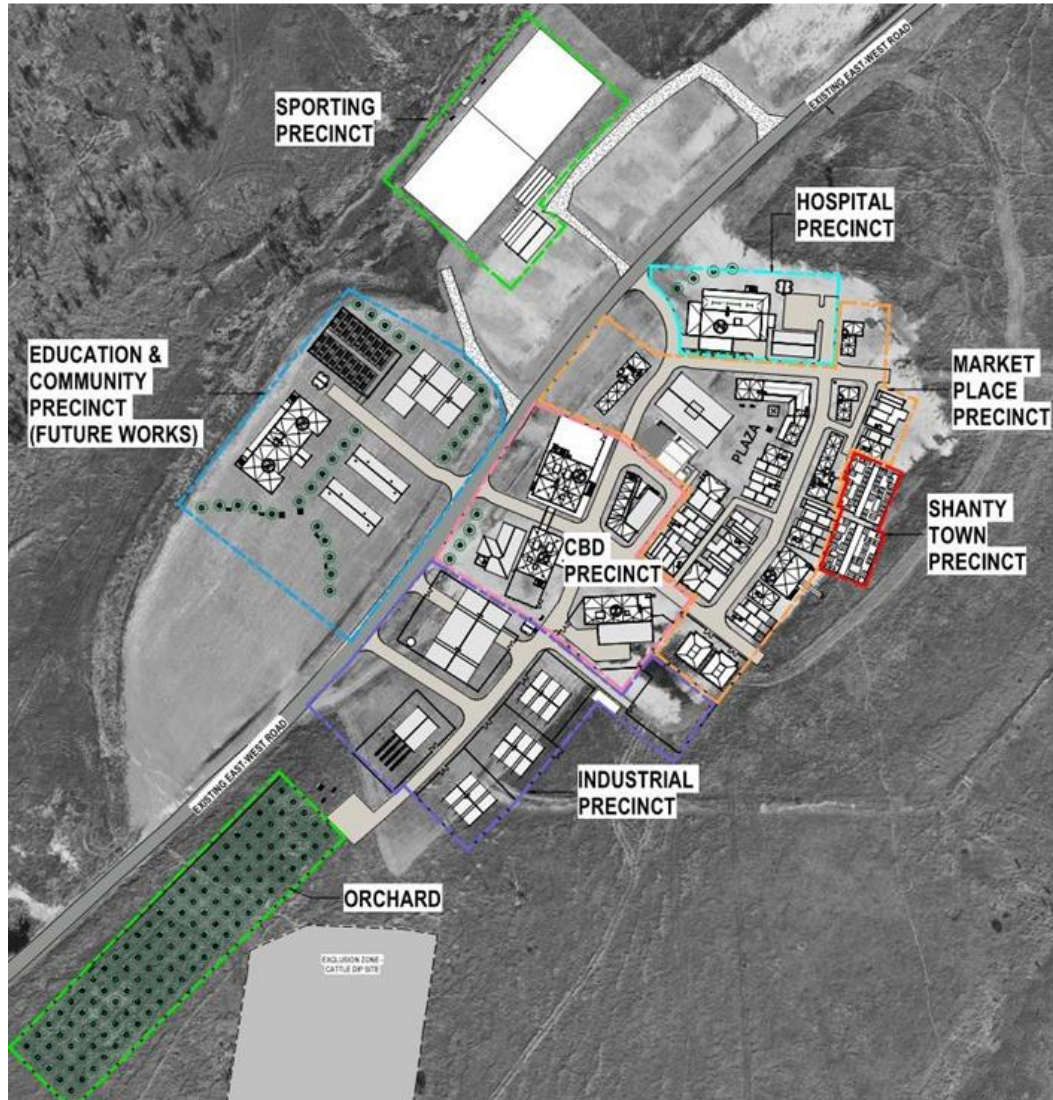 EXISTING EAST-WEST ROAD
SPORTING
PRECINCT
HOSPITAL
PRECINCT
EDUCATION &
COMMUNITY
PRECINCT
(FUTURE WORKS)
MARKET
PLACE
PRECINCT
PLAZA
SHANTY
TOWN
PRECINCT
CBD
PRECINCT
INDUSTRIAL
PRECINCT
EXISTING EAST-WEST ROAD
ORCHARD
EXCLUSION ZONE -
CATTLE DIP SITE